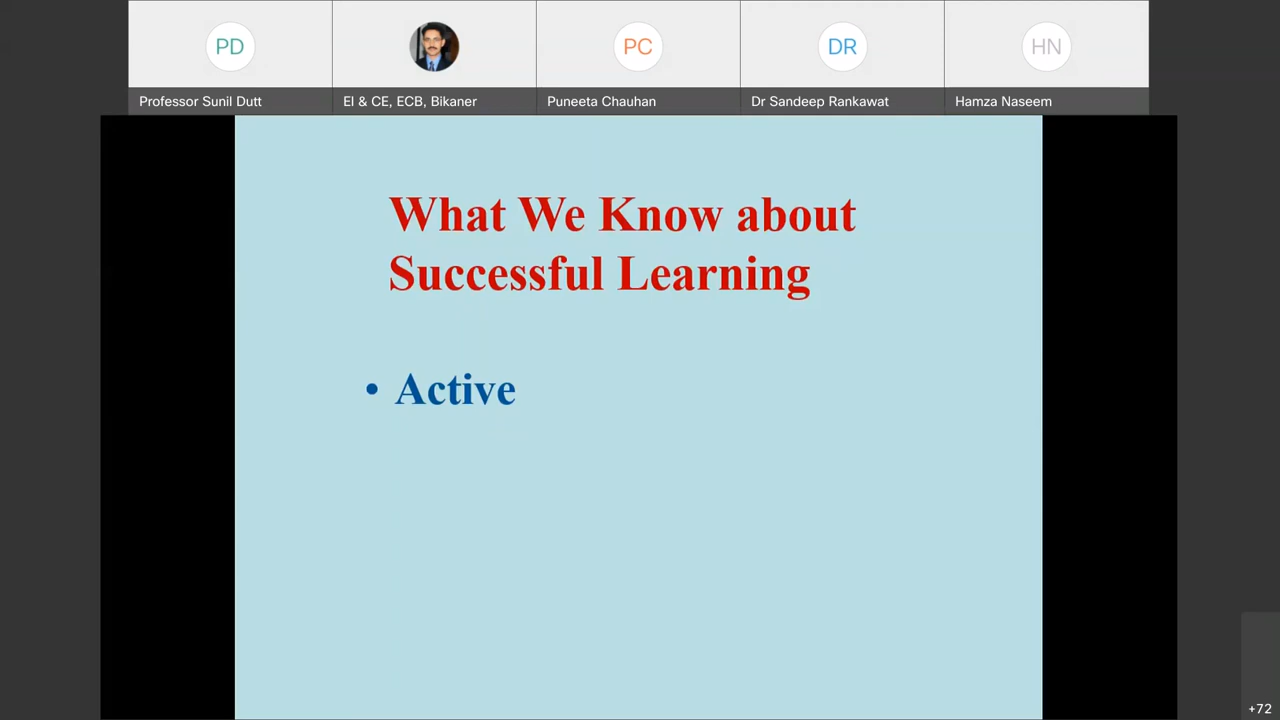 PD
PC
DR
HN
Professor Sunil Dutt
EI & CE, ECB, Bikaner
Puneeta Chauhan
Dr Sandeep Rankawat
Hamza Naseem
What We Know about
Successful Learning
• Active
+72